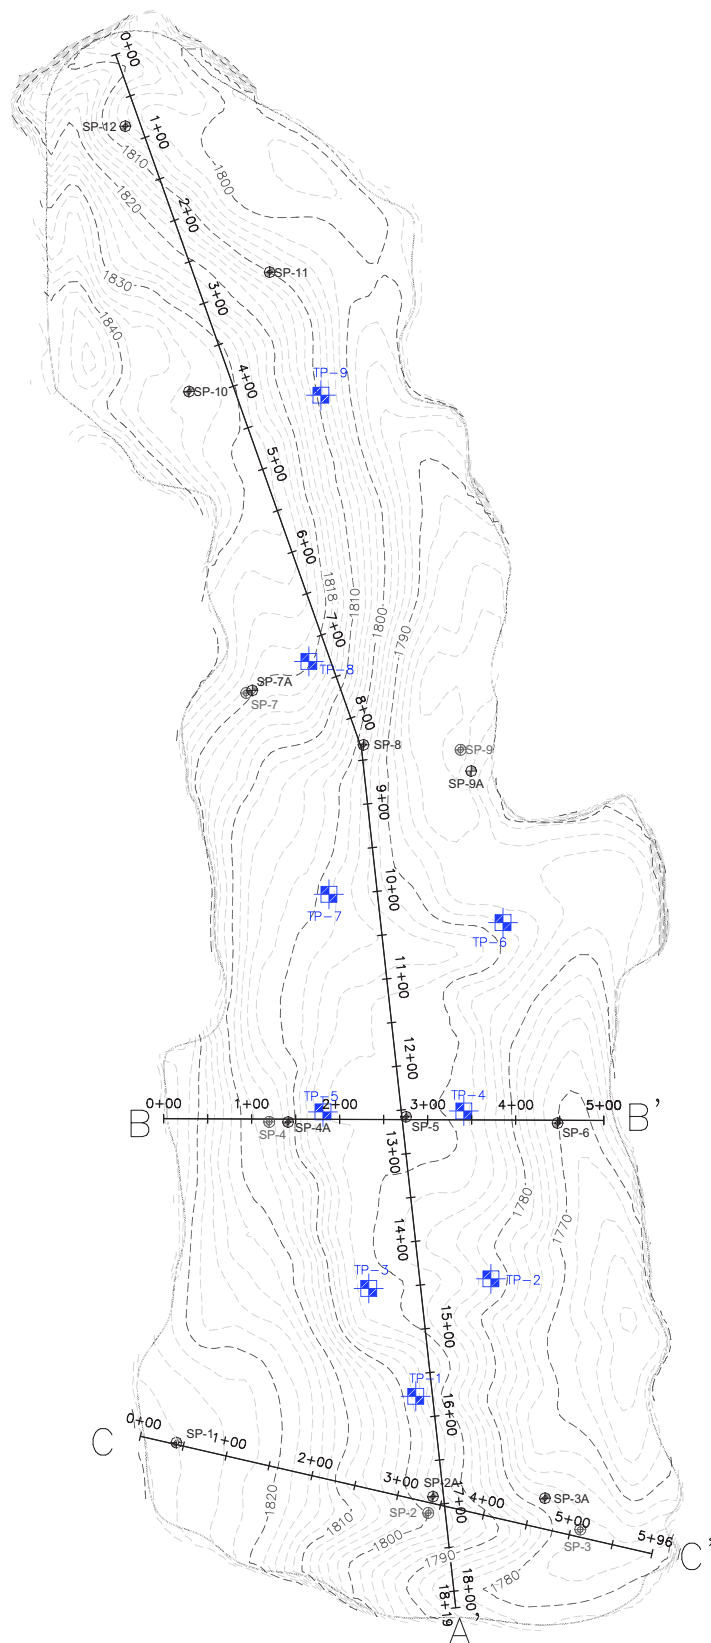 0+00
SP-12
1+00
1810
1800
1820
2+00
SP-11
1830
3+00
1840
TP-9
4+00
SP-10
5+00
6+00
1818
1810
1800
1790
7+00
TP-8
SP-7A
SP-7
8+00
SP-8
SP-9
SP-9A
9+00
10+00
TP-7
TP-6
11+00
12+00
B
0+00
1+00
TP-5
2+00
3+00
TP-4
4+00
5+00
B'
SP-4
SP-4A
SP-5
SP-6
13+00
1780
1770
14+00
TP-3
TP-2
15+00
TP-1
16+00
C
0+00
SP-1
1+00
2+00
3+00
SP-2A
17+00
4+00
SP-3A
5+00
5+96
C'
SP-2
SP-3
1820
1810
1800
1790
1780
18+00
18+19
A'